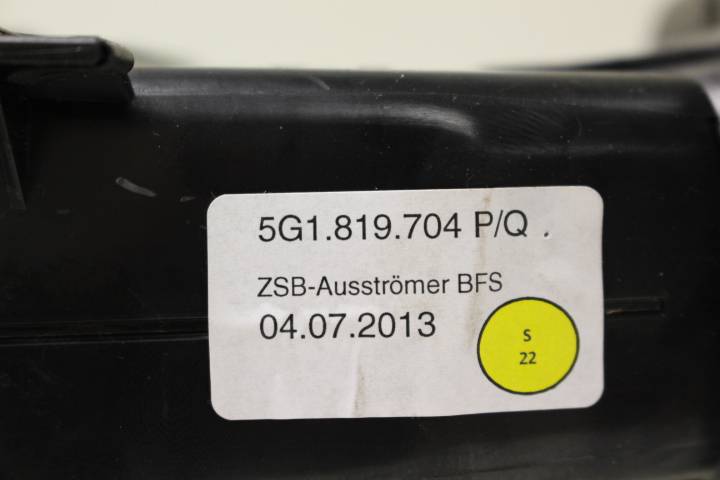 5G1.819.704 P/Q .
ZSB-Ausströmer BFS
04.07.2013
S
22